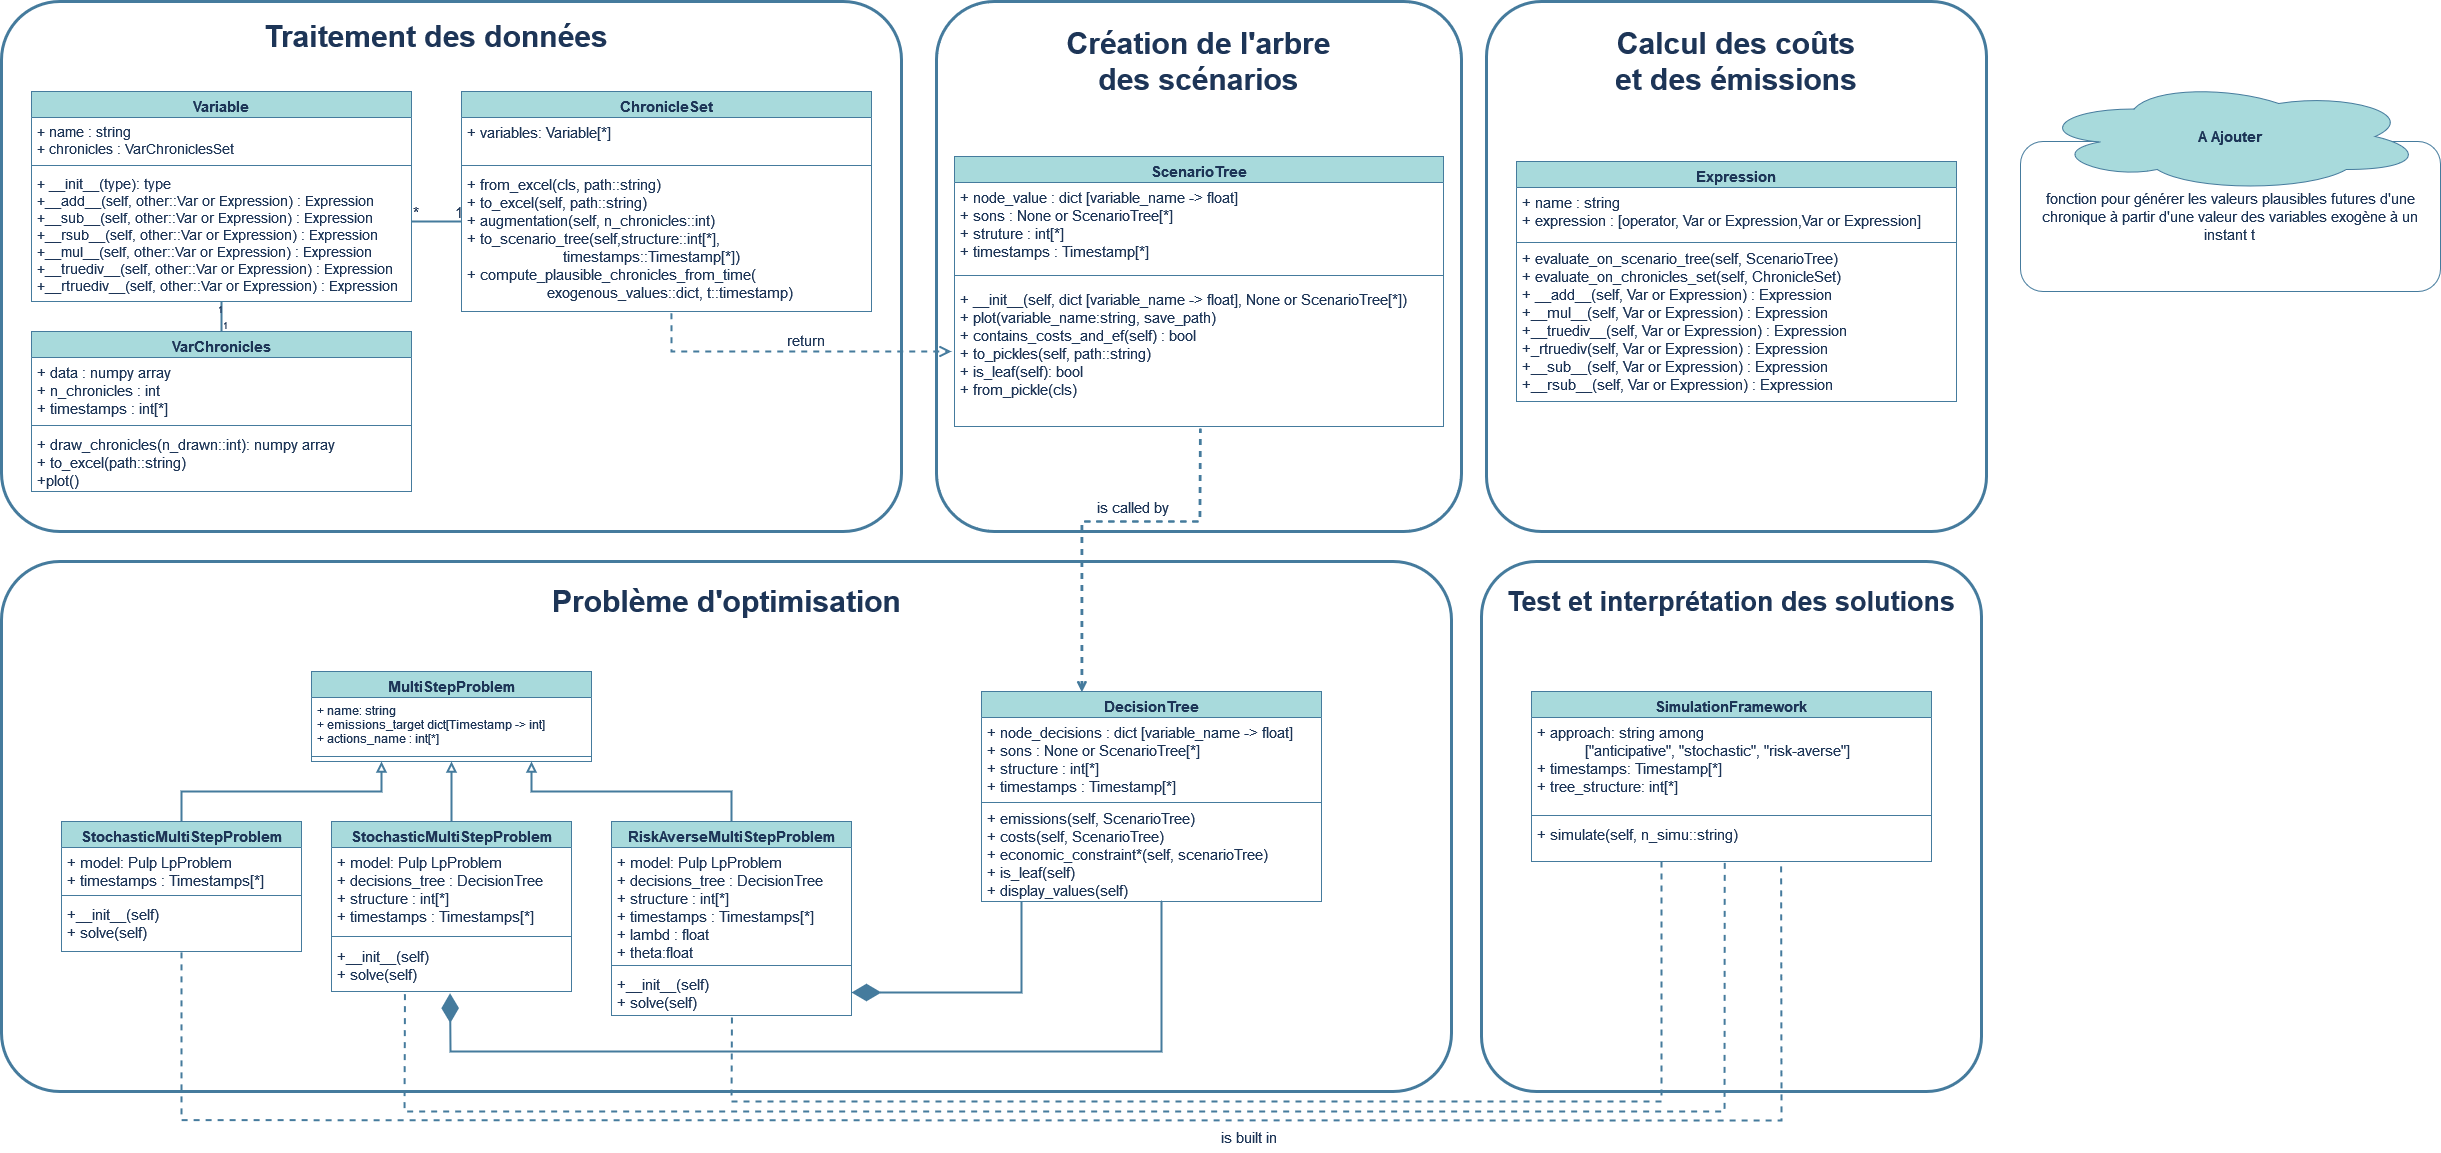 Traitement des données
Variable
+ name : string
+ chronicles : VarChroniclesSet
+ __init__(type): type
+__add__(self, other::Var or Expression) : Expression
+__sub__(self, other::Var or Expression) : Expression
+__rsub__(self, other::Var or Expression) : Expression
+__mul__(self, other::Var or Expression) : Expression
+__truediv__(self, other::Var or Expression) : Expression
+__rtruediv__(self, other::Var or Expression) : Expression
*
1
ChronicleSet
+ variables: Variable[*]
+ from_excel(cls, path::string)
+ to_excel(self, path::string)
+ augmentation(self, n_chronicles::int)
+ to_scenario_tree(self,structure::int[*],
timestamps::Timestamp[*])
+ compute_plausible_chronicles_from_time(
exogenous_values::dict, t::timestamp)
1
1
VarChronicles
+ data : numpy array
+ n_chronicles : int
+ timestamps : int[*]
+ draw_chronicles(n_drawn::int): numpy array
+ to_excel(path::string)
+plot()
return
Création de l'arbre
des scénarios
ScenarioTree
+ node_value : dict [variable_name -> float]
+ sons : None or ScenarioTree[*]
+ struture : int[*]
+ timestamps : Timestamp[*]
+ __init__(self, dict [variable_name -> float], None or ScenarioTree[*])
+ plot(variable_name:string, save_path)
+ contains_costs_and_ef(self) : bool
+ to_pickles(self, path::string)
+ is_leaf(self): bool
+ from_pickle(cls)
is called by
Calcul des coûts
et des émissions
Expression
+ name : string
+ expression : [operator, Var or Expression,Var or Expression]
+ evaluate_on_scenario_tree(self, ScenarioTree)
+ evaluate_on_chronicles_set(self, ChronicleSet)
+ __add__(self, Var or Expression) : Expression
+__mul__(self, Var or Expression) : Expression
+__truediv__(self, Var or Expression) : Expression
+_rtruediv(self, Var or Expression) : Expression
+__sub__(self, Var or Expression) : Expression
+__rsub__(self, Var or Expression) : Expression
A Ajouter
fonction pour générer les valeurs plausibles futures d'une
chronique à partir d'une valeur des variables exogène à un
instant t
Problème d'optimisation
MultiStepProblem
+ name: string
+ emissions_target dict[Timestamp -> int]
+ actions_name : int[*]
StochasticMultiStepProblem
+ model: Pulp LpProblem
+ timestamps : Timestamps[*]
+__init__(self)
+ solve(self)
StochasticMultiStepProblem
+ model: Pulp LpProblem
+ decisions_tree : DecisionTree
+ structure : int[*]
+ timestamps : Timestamps[*]
+__init__(self)
+ solve(self)
RiskAverseMultiStepProblem
+ model: Pulp LpProblem
+ decisions_tree : DecisionTree
+ structure : int[*]
+ timestamps : Timestamps[*]
+ lambd : float
+ theta:float
+__init__(self)
+ solve(self)
DecisionTree
+ node_decisions : dict [variable_name -> float]
+ sons : None or ScenarioTree[*]
+ structure : int[*]
+ timestamps : Timestamp[*]
+ emissions(self, ScenarioTree)
+ costs(self, ScenarioTree)
+ economic_constraint*(self, scenarioTree)
+ is_leaf(self)
+ display_values(self)
Test et interprétation des solutions
SimulationFramework
+ approach: string among
["anticipative", "stochastic", "risk-averse"]
+ timestamps: Timestamp[*]
+ tree_structure: int[*]
+ simulate(self, n_simu::string)
is built in